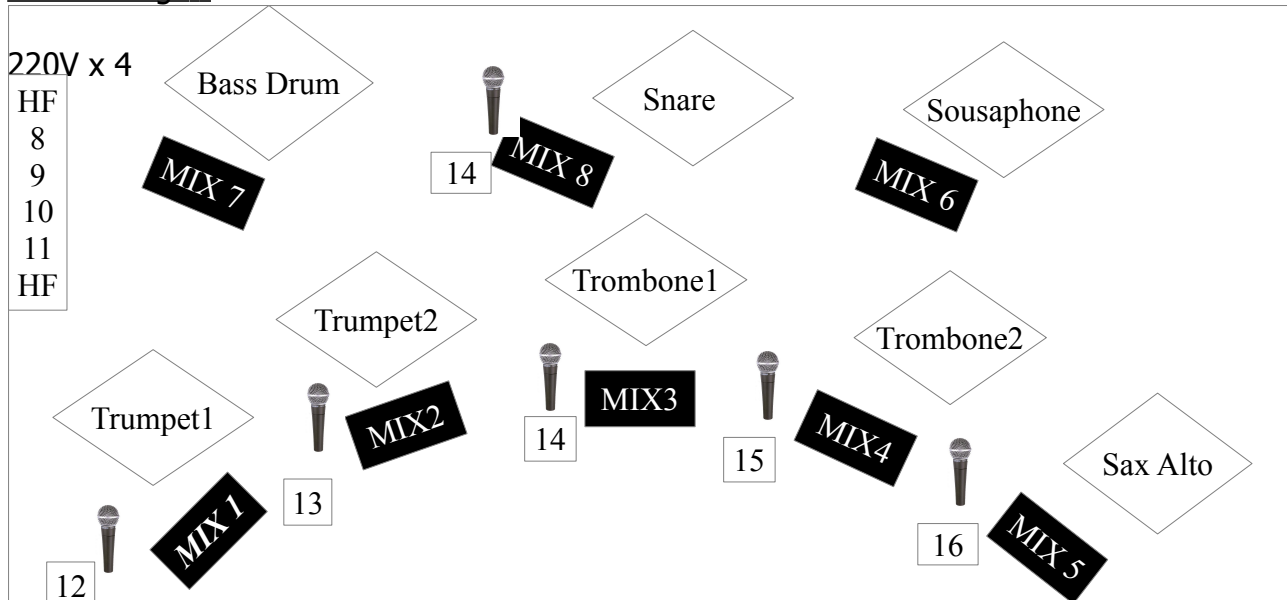 220V x 4
HF
8
9
10
11
HF
Bass Drum
MIX 7
14
MIX 8
Snare
Sousaphone
MIX 6
Trumpet1
MIX 1
12
Trumpet2
MIX2
13
Trombone1
MIX3
14
Trombone2
MIX4
15
Sax Alto
MIX 5
16